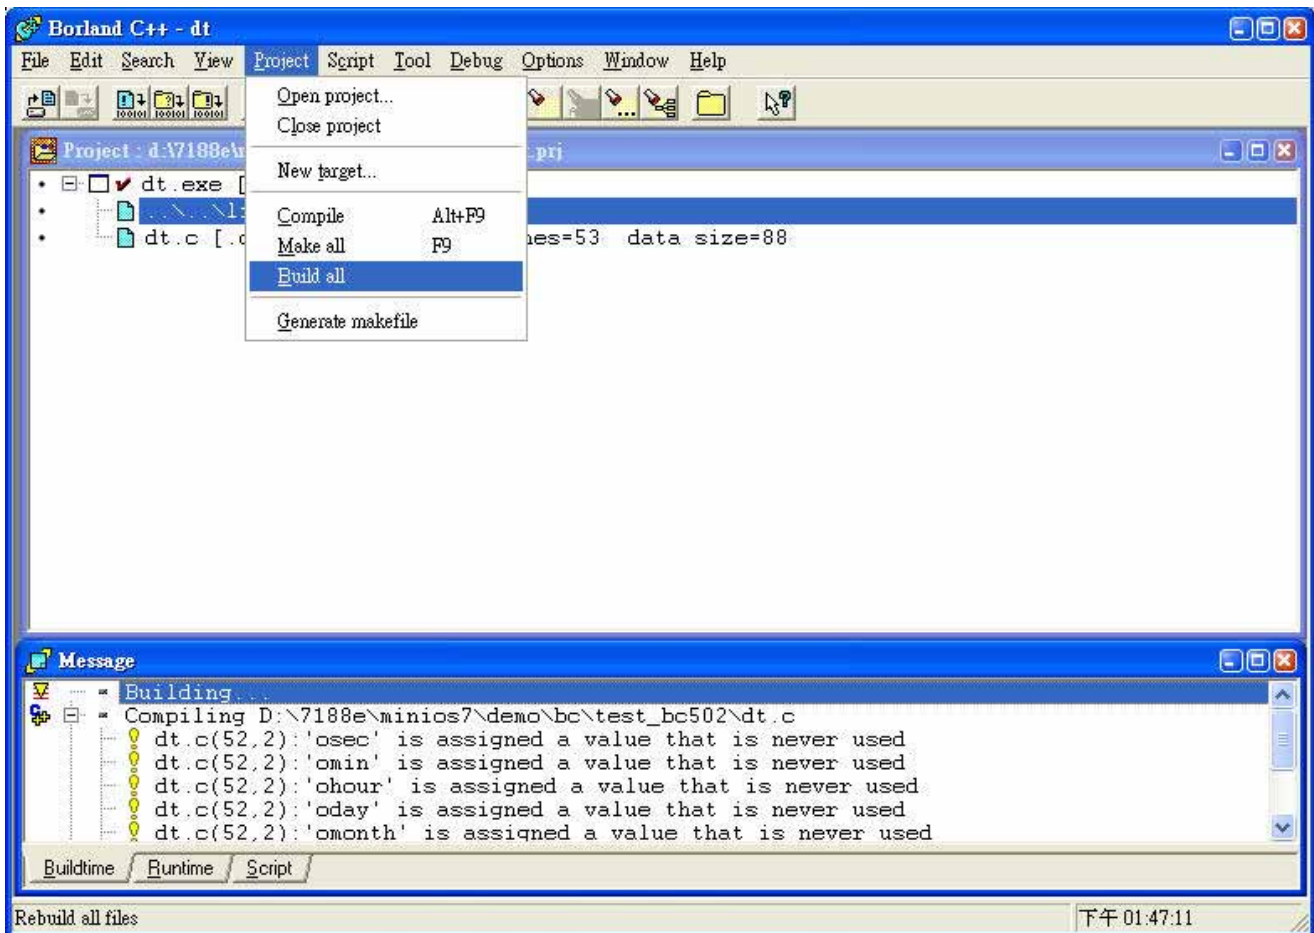 Borland C++ - dt
File Edit Search View Project Script Tool Debug Options Window Help
Open project...
Close project
New target...
Compile Alt+F9
Make all F9
Build all
Generate makefile
Project : d:\7188e\ .prj
dt.exe [
..\..\l
dt.c [.c es=53 data size=88
Message
Building...
Compiling D:\7188e\minios7\demo\bc\test_bc502\dt.c
dt.c(52,2):'osec' is assigned a value that is never used
dt.c(52,2):'omin' is assigned a value that is never used
dt.c(52,2):'ohour' is assigned a value that is never used
dt.c(52,2):'oday' is assigned a value that is never used
dt.c(52,2):'omonth' is assigned a value that is never used
Buildtime Runtime Script
Rebuild all files 下午 01:47:11